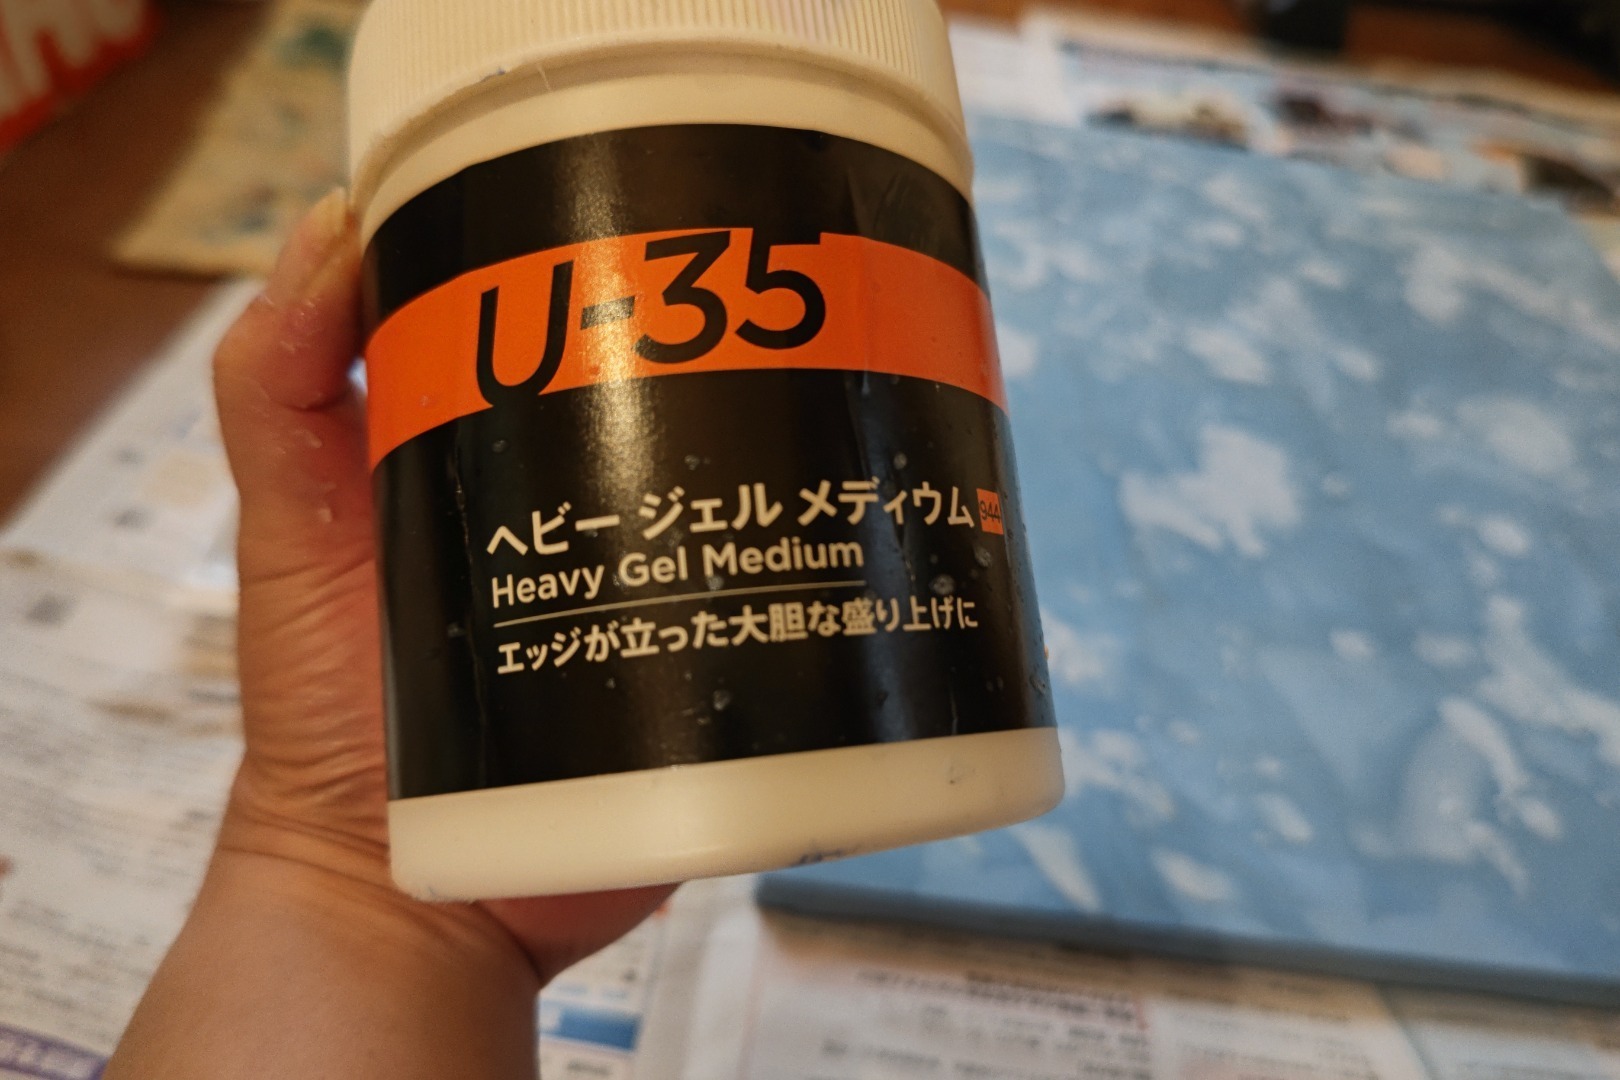 U-35
ヘビー ジェル メディウム 944
Heavy Gel Medium
エッジが立った大胆な盛り上げに